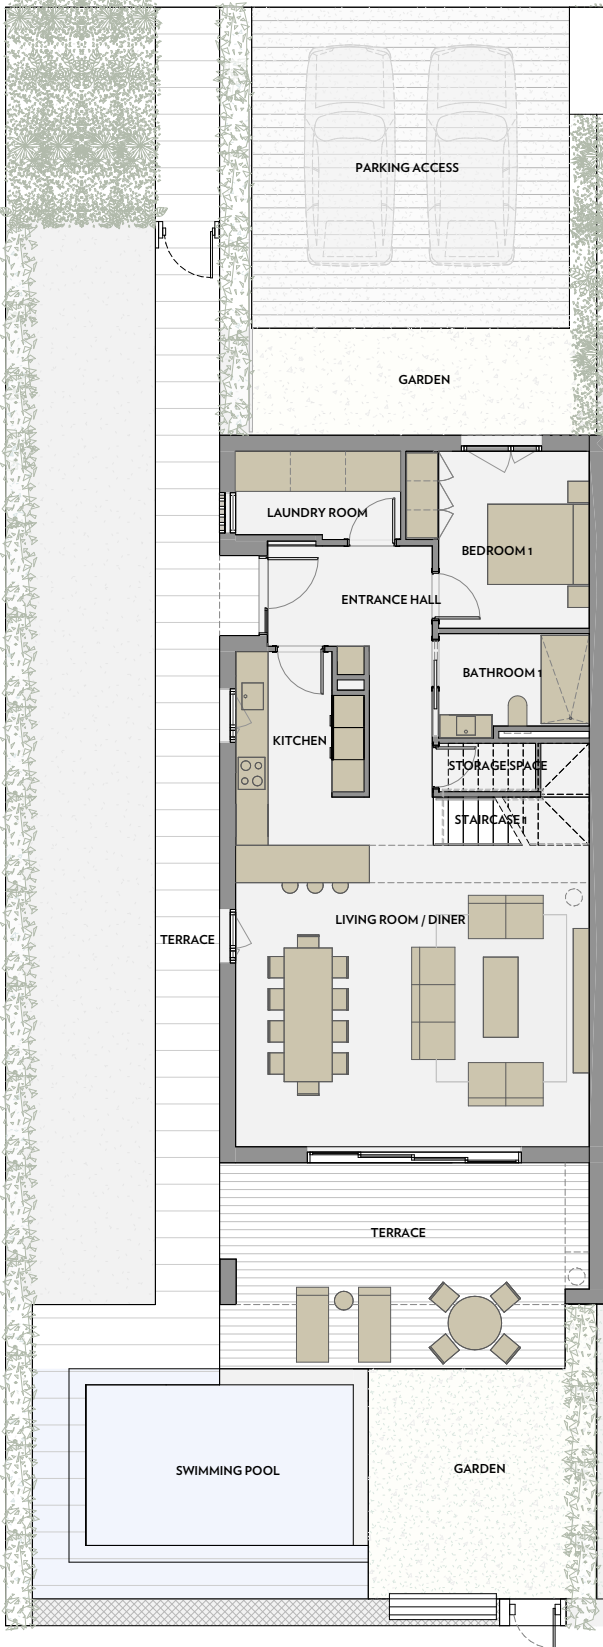 PARKING ACCESS
GARDEN
LAUNDRY ROOM
BEDROOM 1
ENTRANCE HALL
BATHROOM 1
KITCHEN
STORAGE SPACE
STAIRCASE 1
LIVING ROOM / DINER
TERRACE
TERRACE
GARDEN
SWIMMING POOL